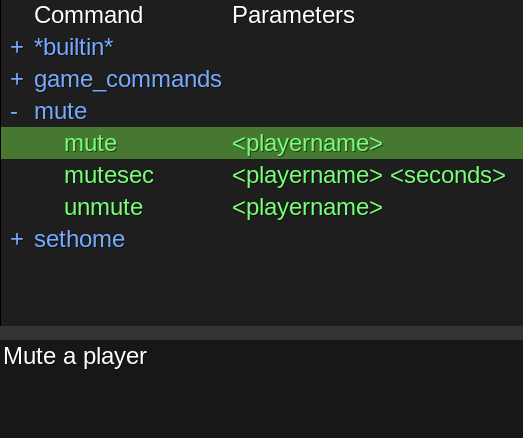 Command Parameters
+ *builtin*
+ game_commands
- mute
mute <playername>
mutesec <playername> <seconds>
unmute <playername>
+ sethome
Mute a player